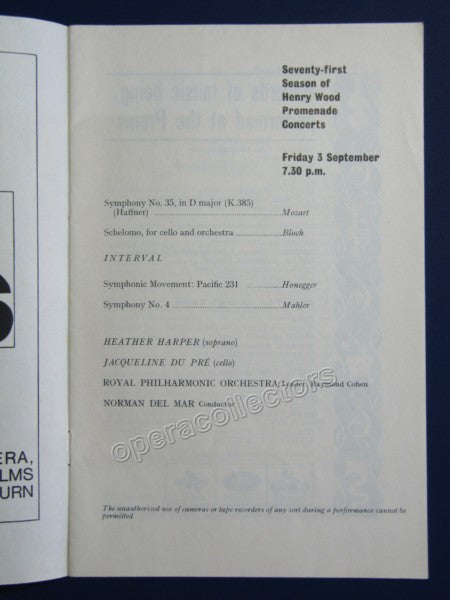 Seventy-first
Season of
Henry Wood
Promenade
Concerts
Friday 3 September
7.30 p.m.
Symphony No. 35, in D major (K.385)
(Haffner) ........ Mozart
Schelomo, for cello and orchestra ........ Bloch
INTERVAL
Symphonic Movement: Pacific 231 ........ Honegger
Symphony No. 4 ........ Mahler
HEATHER HARPER (soprano)
JACQUELINE DU PRÉ (cello)
ROYAL PHILHARMONIC ORCHESTRA/Leader, Raymond Cohen
NORMAN DEL MAR Conductor
The unauthorized use of cameras or tape recorders of any sort during a performance cannot be
permitted
S
ERA,
LMS
URN
operacollectors